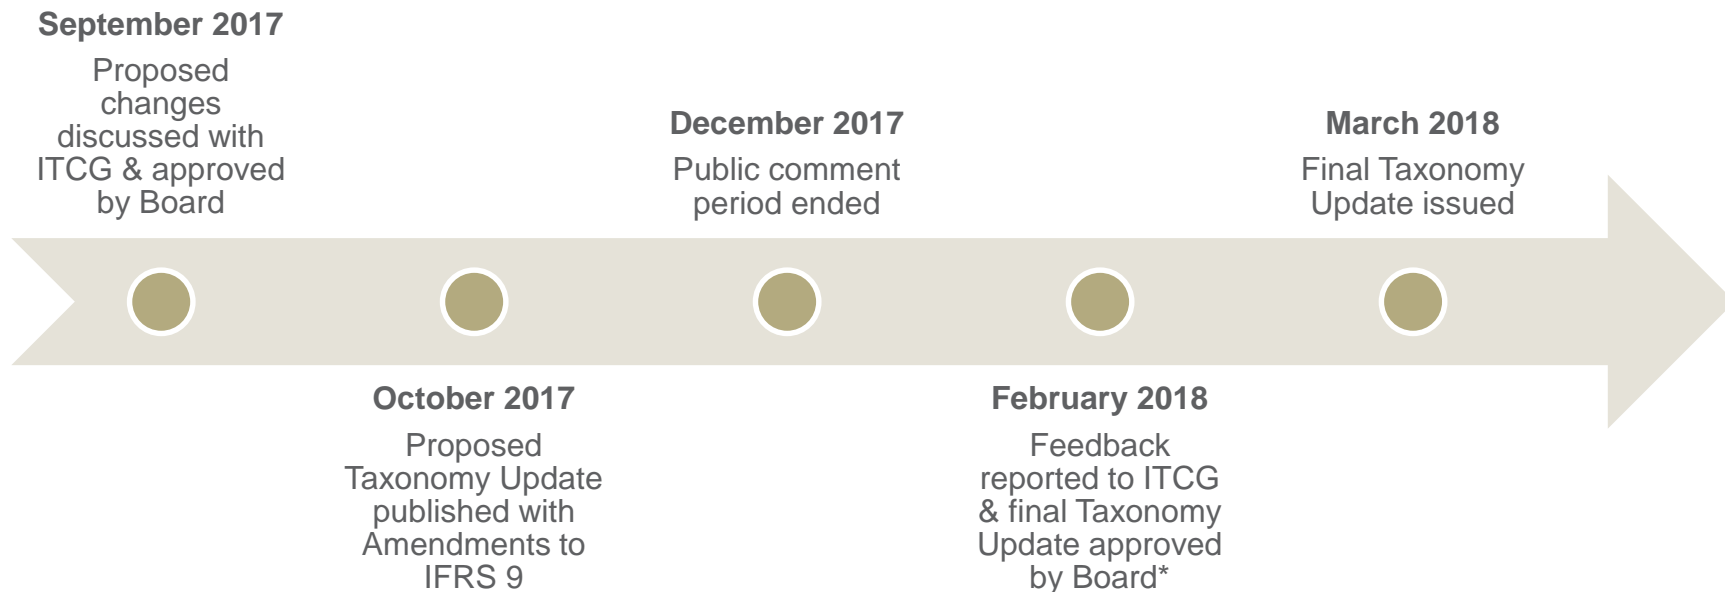 September 2017
Proposed
changes
discussed with
ITCG & approved
by Board
October 2017
Proposed
Taxonomy Update
published with
Amendments to
IFRS 9
December 2017
Public comment
period ended
February 2018
Feedback
reported to ITCG
& final Taxonomy
Update approved
by Board*
March 2018
Final Taxonomy
Update issued